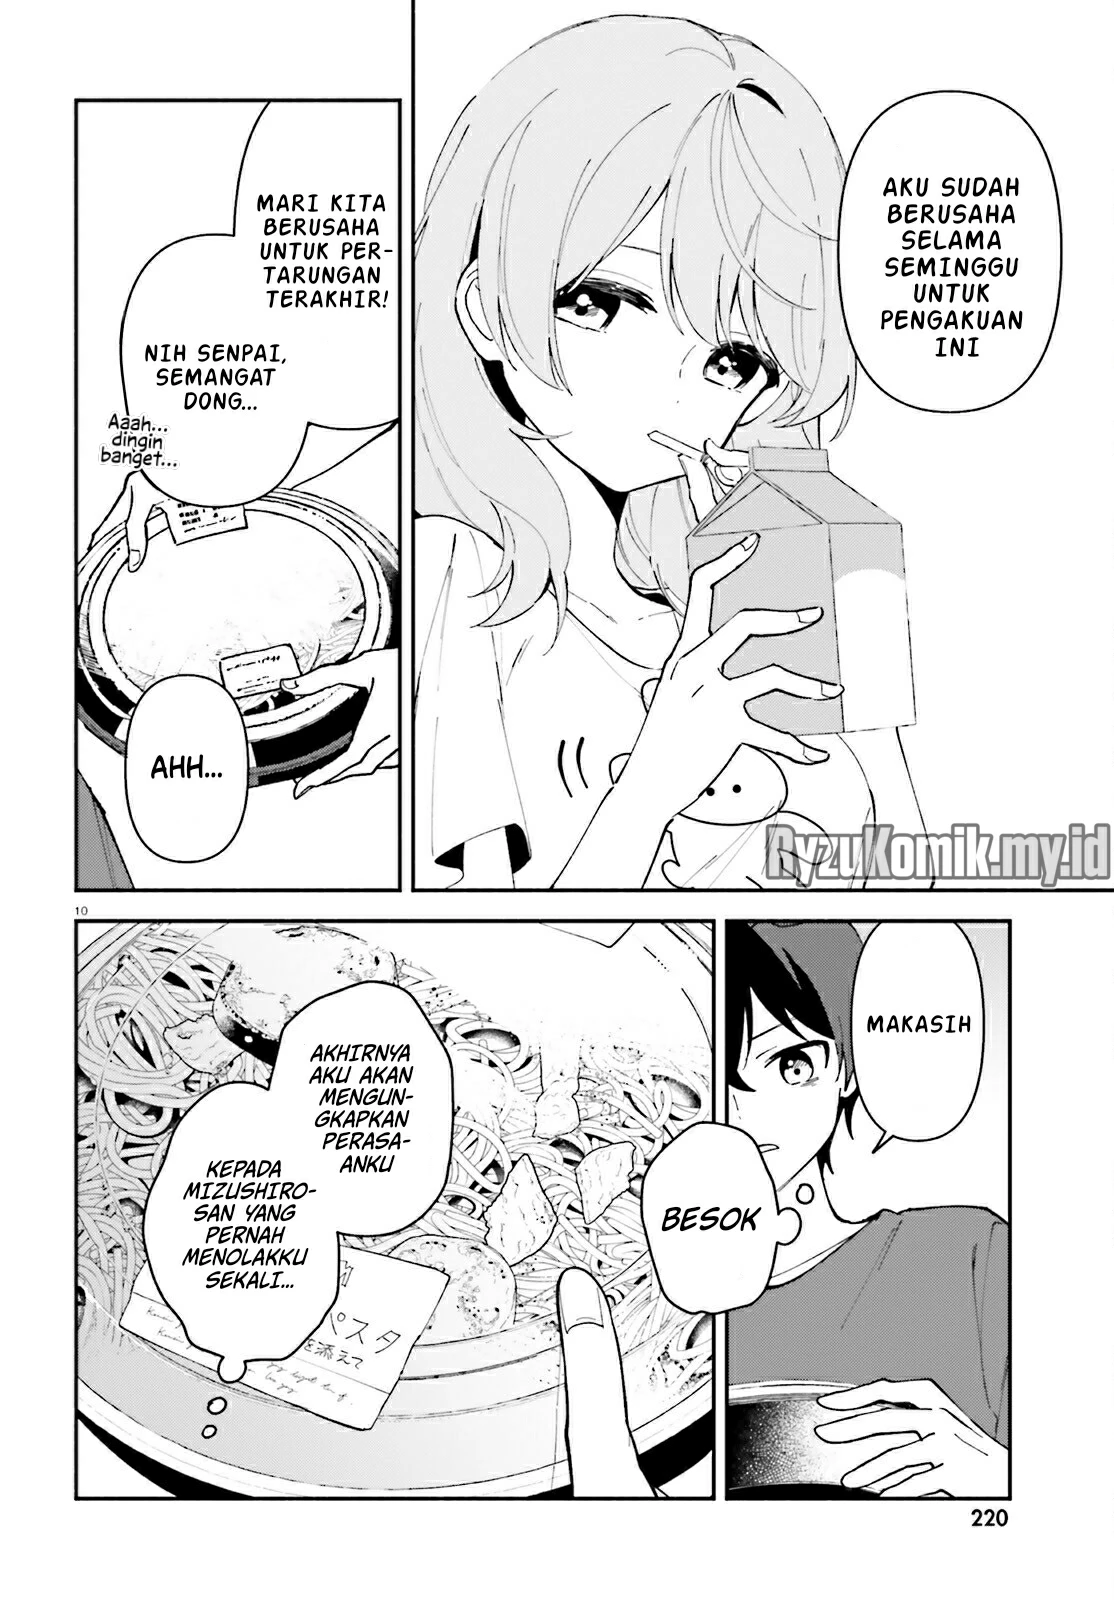 AKU SUDAH
BERUSAHA
SELAMA
SEMINGGU
UNTUK
PENGAKUAN
INI
MARI KITA
BERUSAHA
UNTUK PER-
TARUNGAN
TERAKHIR!
NIH SENPAI,
SEMANGAT
DONG...
Aaah...
dingin
banget...
AHH...
RyzuKomik.my.id
10
MAKASIH
BESOK
AKHIRNYA
AKU AKAN
MENGUN-
GKAPKAN
PERASA-
ANKU
KEPADA
MIZUSHIRO-
SAN YANG
PERNAH
MENOLAKKU
SEKALI...
パスタ
を添えて
220